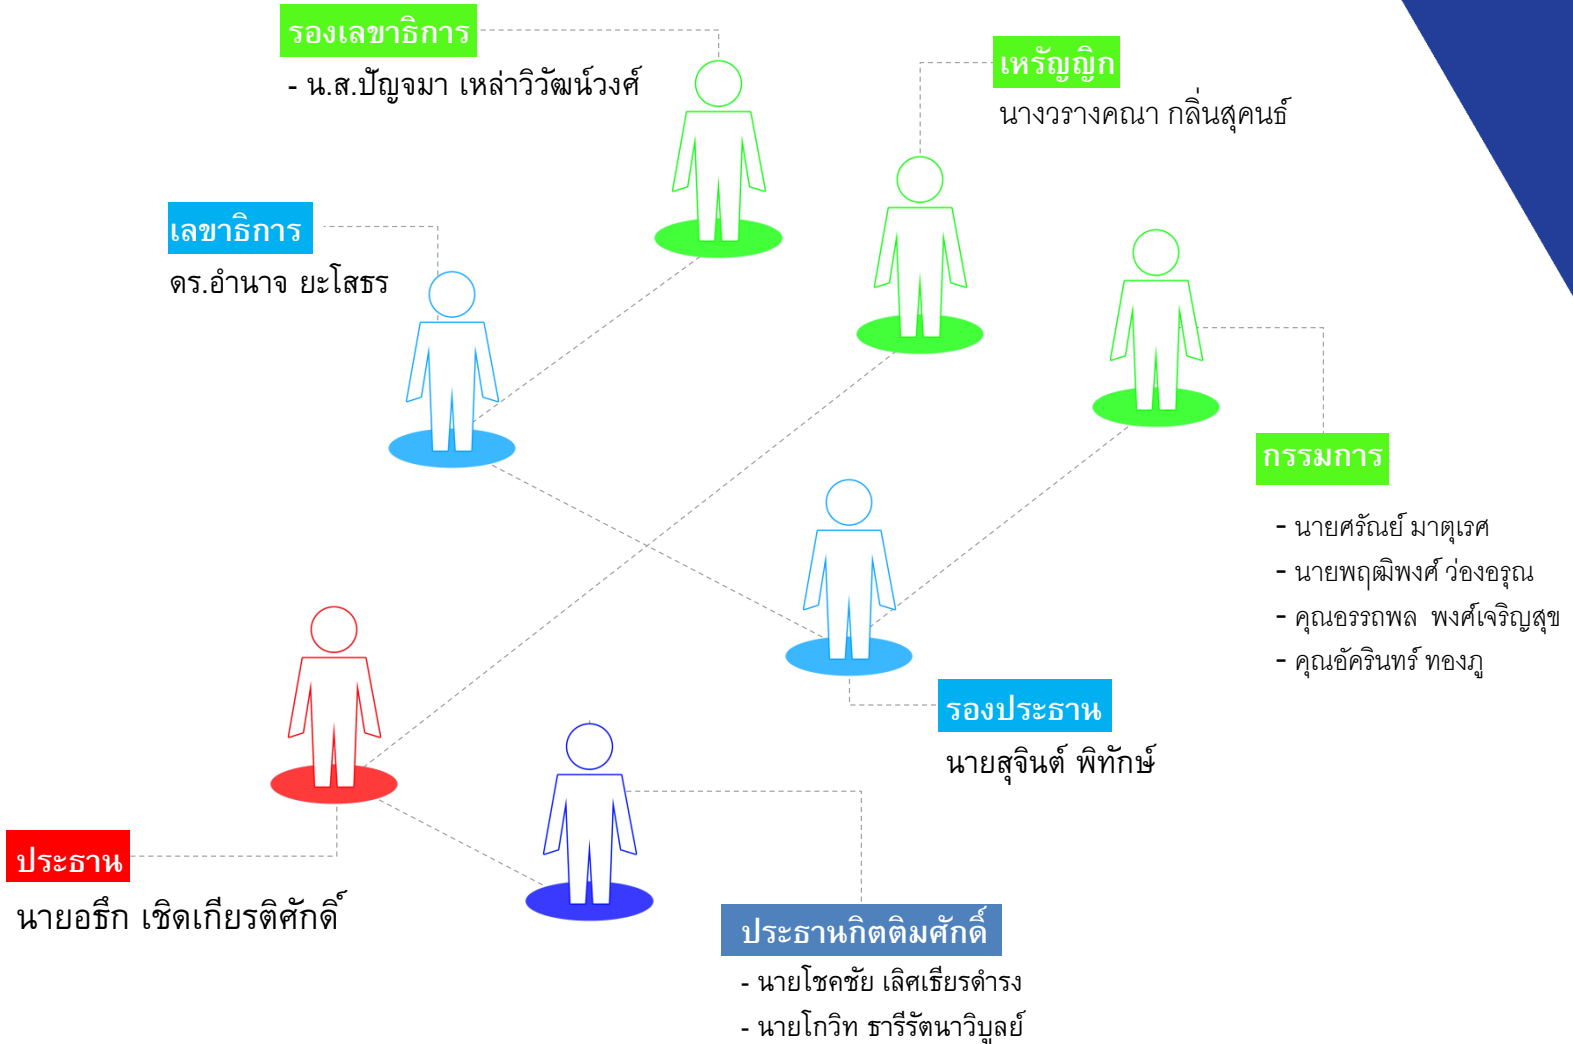 รองเลขาธิการ
- น.ส.ปัญจมา เหล่าวิวัฒน์วงศ์
เหรัญญิก
นางวรางคณา กลิ่นสุคนธ์
เลขาธิการ
ดร.อำนาจ ยะโสธร
กรรมการ
- นายศรัณย์ มาตุเรศ
- นายพฤฒิพงศ์ ว่องอรุณ
- คุณอรรถพล พงศ์เจริญสุข
- คุณอัครินทร์ ทองภู
รองประธาน
นายสุจินต์ พิทักษ์
ประธาน
นายอธึก เชิดเกียรติศักดิ์
ประธานกิตติมศักดิ์
- นายโชคชัย เลิศเธียรดำรง
- นายโกวิท ธารีรัตนาวิบูลย์